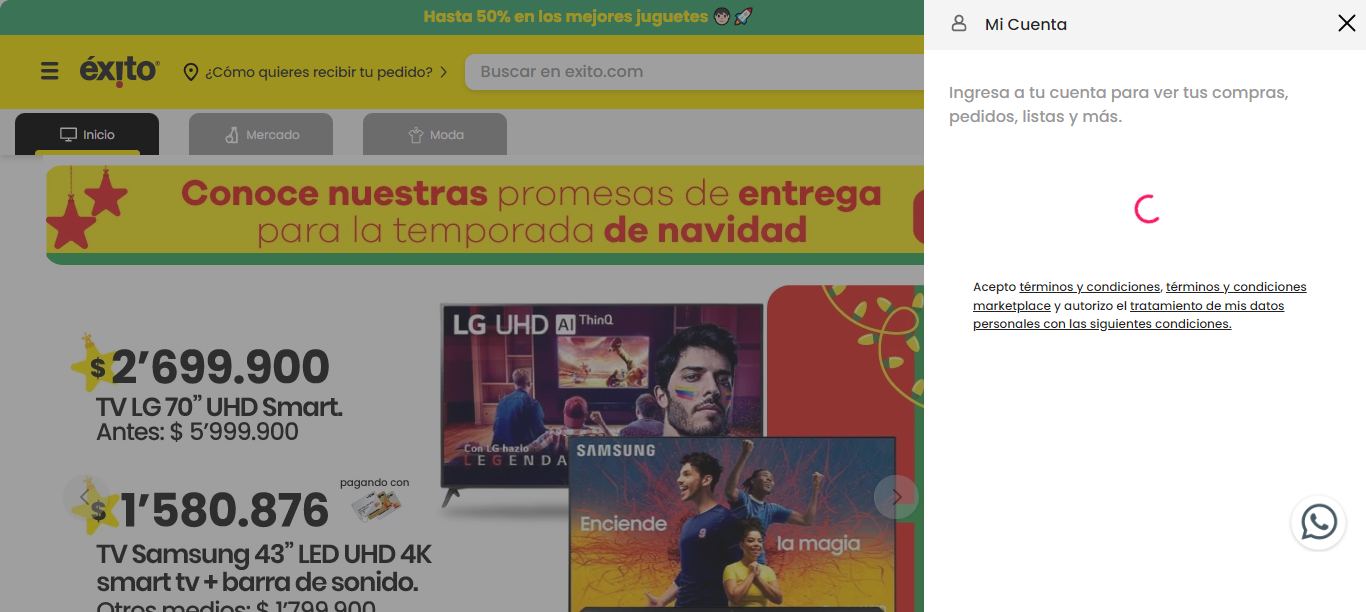 Hasta 50% en los mejores juguetes
éxito
¿Cómo quieres recibir tu pedido?
Buscar en exito.com
Inicio
Mercado
Moda
Conoce nuestras promesas de entrega
para la temporada de navidad
$ 2’699.900
TV LG 70” UHD Smart.
Antes: $ 5’999.900
pagando con
$ 1’580.876
TV Samsung 43” LED UHD 4K
smart tv + barra de sonido.
Otros medios: $ 1’799.900
LG UHD AI ThinQ
Con LG hazlo
LEGENDA
SAMSUNG
Enciende
la magia
Mi Cuenta
Ingresa a tu cuenta para ver tus compras,
pedidos, listas y más.
Acepto términos y condiciones, términos y condiciones
marketplace y autorizo el tratamiento de mis datos
personales con las siguientes condiciones.